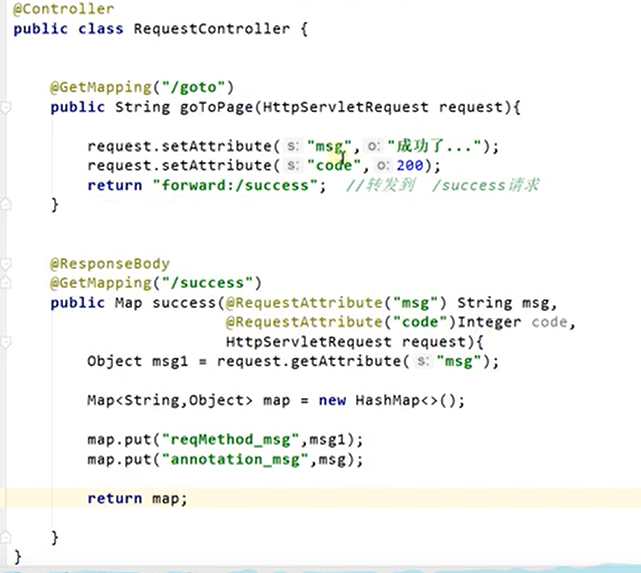 @Controller
public class RequestController {
@GetMapping("/goto")
public String goToPage(HttpServletRequest request){
request.setAttribute( s: "msg", o: "成功了...");
request.setAttribute( s: "code", o: 200);
return "forward:/success";  //转发到  /success请求
}
@ResponseBody
@GetMapping("/success")
public Map success(@RequestAttribute("msg") String msg,
@RequestAttribute("code")Integer code,
HttpServletRequest request){
Object msg1 = request.getAttribute( s: "msg");
Map<String,Object> map = new HashMap<>();
map.put("reqMethod_msg",msg1);
map.put("annotation_msg",msg);
return map;
}
}